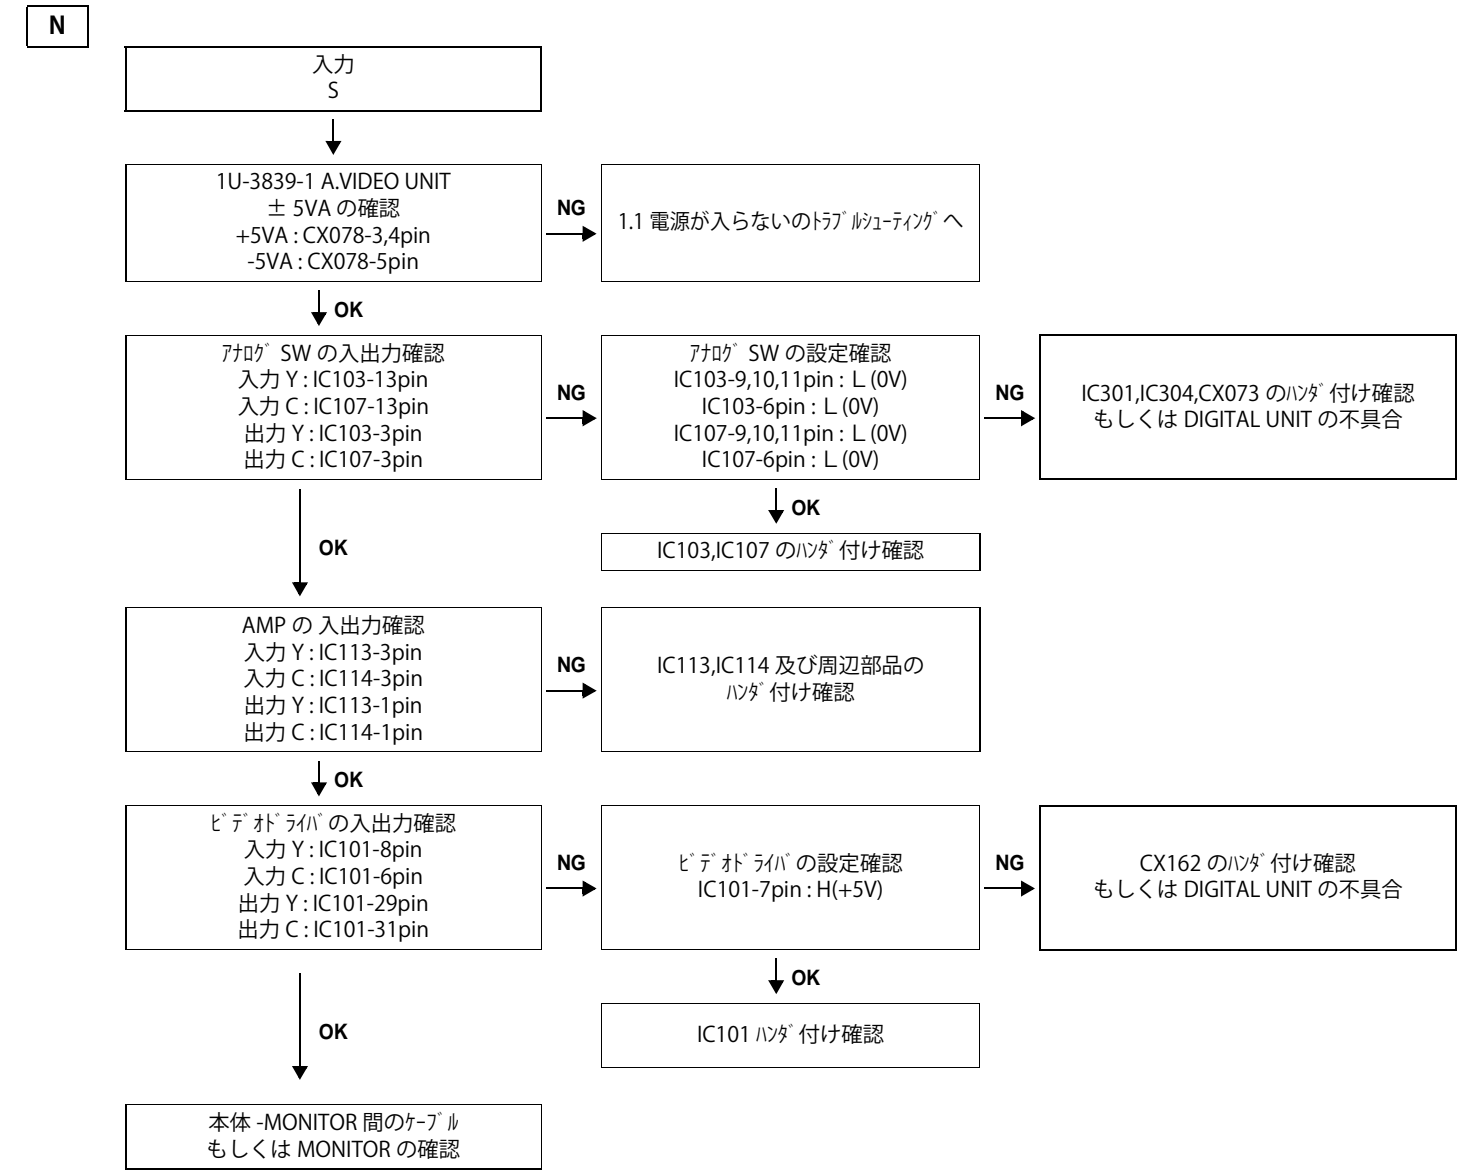 N
入力
S
1U-3839-1 A.VIDEO UNIT
± 5VA の確認
+5VA : CX078-3,4pin
-5VA : CX078-5pin
NG
1.1 電源が入らないのﾄﾗﾌﾞﾙｼｭｰﾃｨﾝｸﾞへ
OK
ｱﾅﾛｸﾞ SW の入出力確認
入力 Y : IC103-13pin
入力 C : IC107-13pin
出力 Y : IC103-3pin
出力 C : IC107-3pin
NG
ｱﾅﾛｸﾞ SW の設定確認
IC103-9,10,11pin : L (0V)
IC103-6pin : L (0V)
IC107-9,10,11pin : L (0V)
IC107-6pin : L (0V)
NG
IC301,IC304,CX073 のﾊﾝﾀﾞ付け確認
もしくは DIGITAL UNIT の不具合
OK
IC103,IC107 のﾊﾝﾀﾞ付け確認
OK
AMP の 入出力確認
入力 Y : IC113-3pin
入力 C : IC114-3pin
出力 Y : IC113-1pin
出力 C : IC114-1pin
NG
IC113,IC114 及び周辺部品の
ﾊﾝﾀﾞ付け確認
OK
ﾋﾞﾃﾞｵﾄﾞﾗｲﾊﾞの入出力確認
入力 Y : IC101-8pin
入力 C : IC101-6pin
出力 Y : IC101-29pin
出力 C : IC101-31pin
NG
ﾋﾞﾃﾞｵﾄﾞﾗｲﾊﾞの設定確認
IC101-7pin : H(+5V)
NG
CX162 のﾊﾝﾀﾞ付け確認
もしくは DIGITAL UNIT の不具合
OK
IC101 ﾊﾝﾀﾞ付け確認
OK
本体 -MONITOR 間のｹｰﾌﾞﾙ
もしくは MONITOR の確認